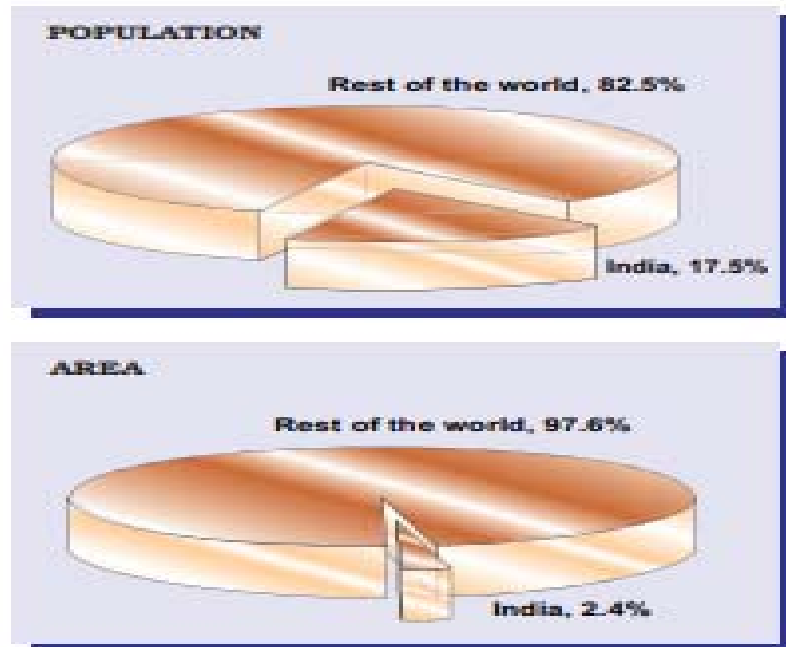 POPULATION
Rest of the world, 82.5%
India, 17.5%
AREA
Rest of the world, 97.6%
India, 2.4%